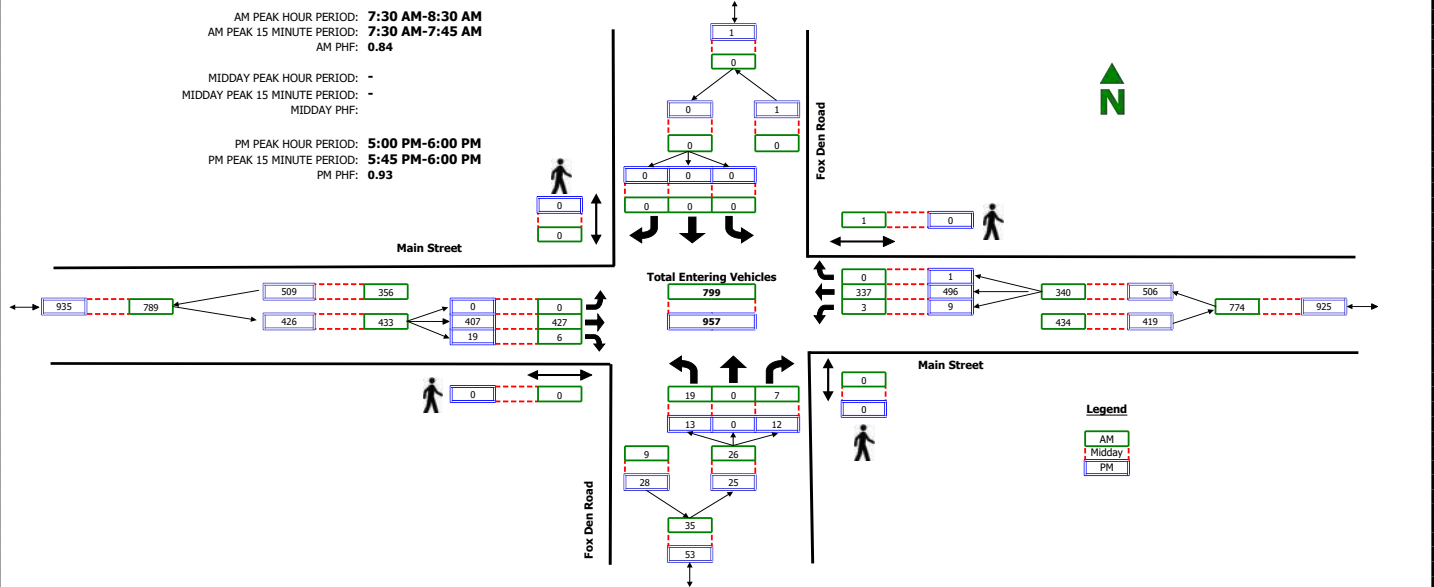 AM PEAK HOUR PERIOD: 7:30 AM-8:30 AM
AM PEAK 15 MINUTE PERIOD: 7:30 AM-7:45 AM
AM PHF: 0.84
MIDDAY PEAK HOUR PERIOD: -
MIDDAY PEAK 15 MINUTE PERIOD: -
MIDDAY PHF:
PM PEAK HOUR PERIOD: 5:00 PM-6:00 PM
PM PEAK 15 MINUTE PERIOD: 5:45 PM-6:00 PM
PM PHF: 0.93
1
0
0 1
0 0
0 0 0
0 0 0
Fox Den Road
N
0
0
1 0
Main Street
Total Entering Vehicles
799
957
935 789
509 356
426 433
0 0
407 427
19 6
0 1
337 496
3 9
340 506
434 419
774 925
Main Street
0 0
0
0
19 0 7
13 0 12
9 26
28 25
35
53
Fox Den Road
Legend
AM
Midday
PM